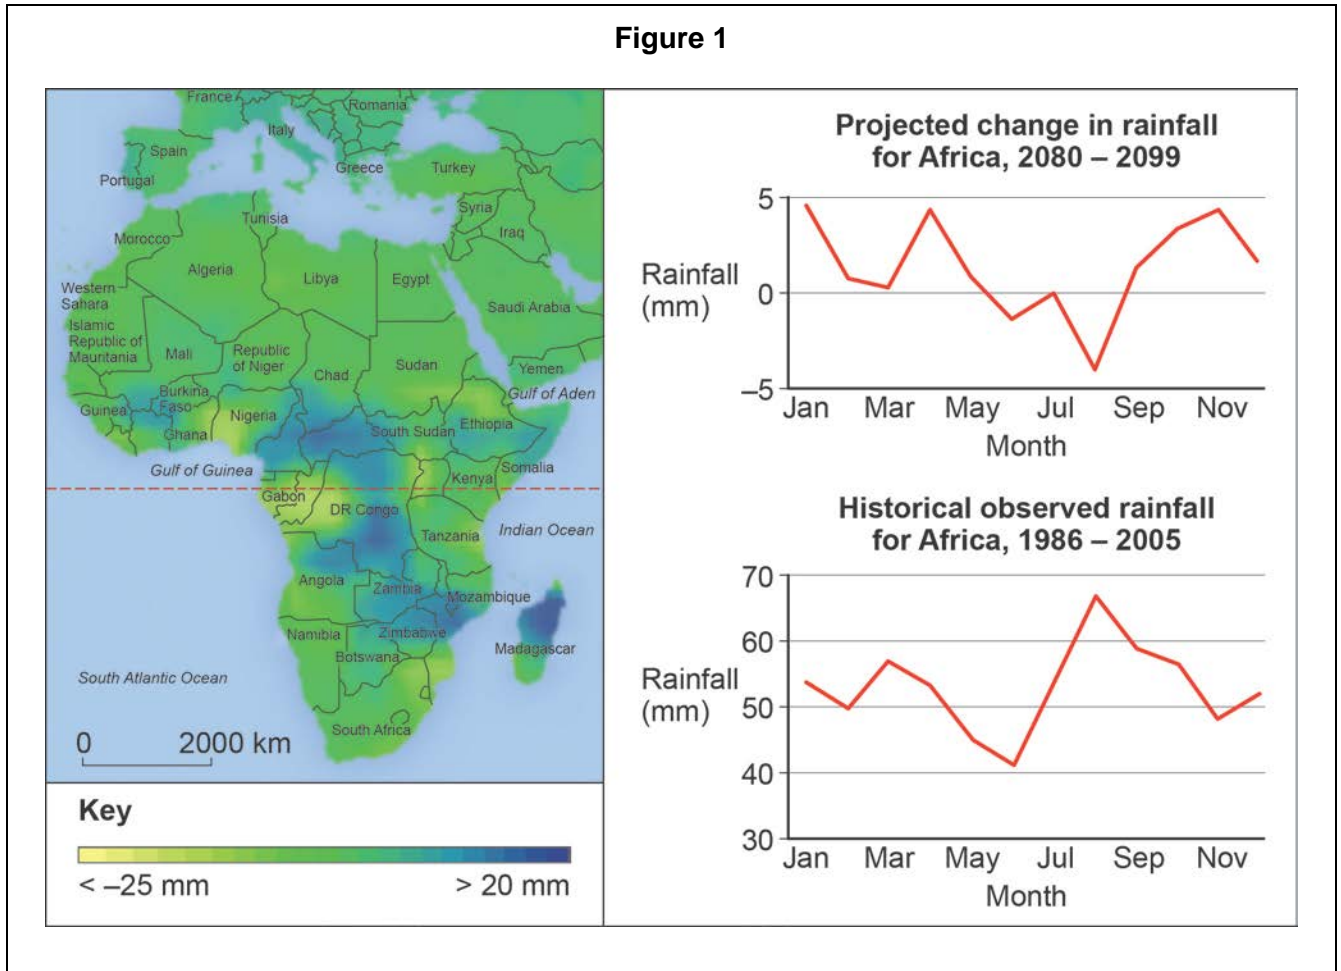 Figure 1
France
Romania
Italy
Spain
Greece
Turkey
Portugal
Tunisia
Syria
Morocco
Iraq
Algeria
Libya
Egypt
Western
Sahara
Saudi Arabia
Islamic
Republic of
Mauritania
Mali
Republic
of Niger
Chad
Sudan
Yemen
Gulf of Aden
Burkina
Faso
Guinea
Nigeria
Ghana
South Sudan
Ethiopia
Gulf of Guinea
Somalia
Kenya
Gabon
DR Congo
Tanzania
Indian Ocean
Angola
Zambia
Mozambique
Namibia
Zimbabwe
Madagascar
Botswana
South Atlantic Ocean
South Africa
0 2000 km
Key
< –25 mm > 20 mm
Projected change in rainfall
for Africa, 2080 – 2099
5
Rainfall
(mm)
0
–5
Jan Mar May Jul Sep Nov
Month
Historical observed rainfall
for Africa, 1986 – 2005
70
60
Rainfall
(mm)
50
40
30
Jan Mar May Jul Sep Nov
Month